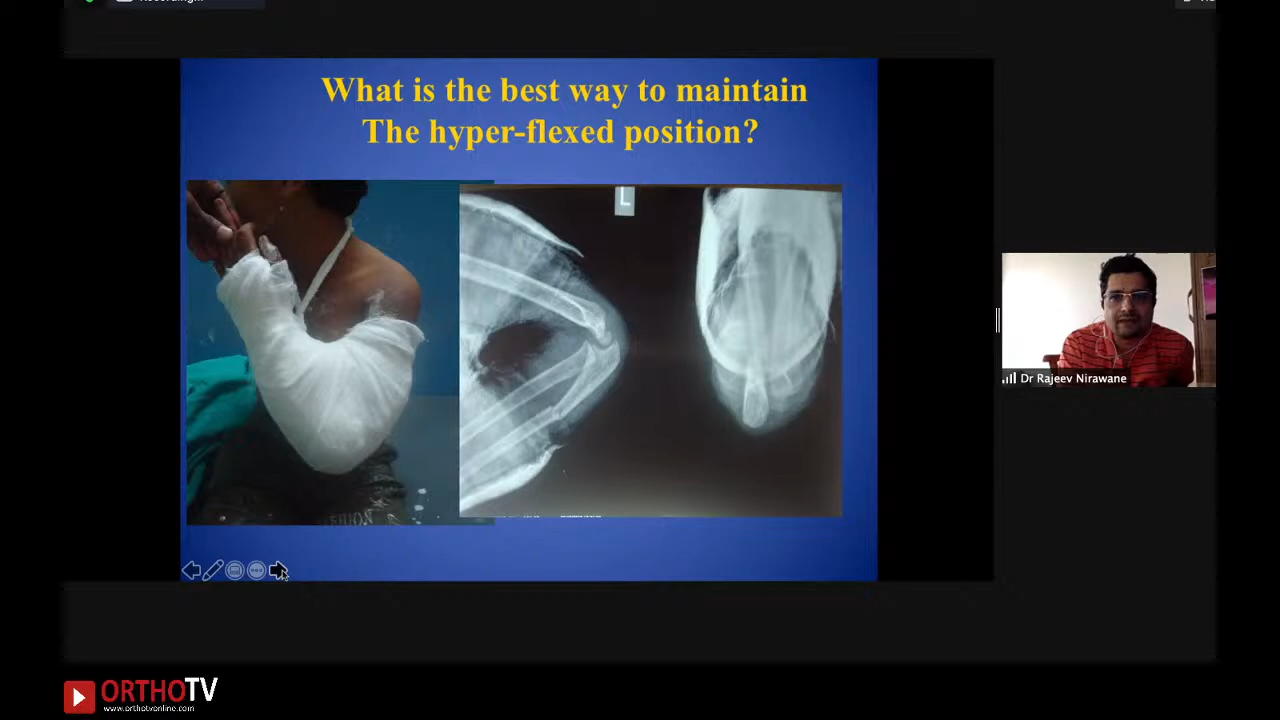 What is the best way to maintain
The hyper-flexed position?
L
Dr Rajeev Nirawane
ORTHOTV
www.orthotvonline.com